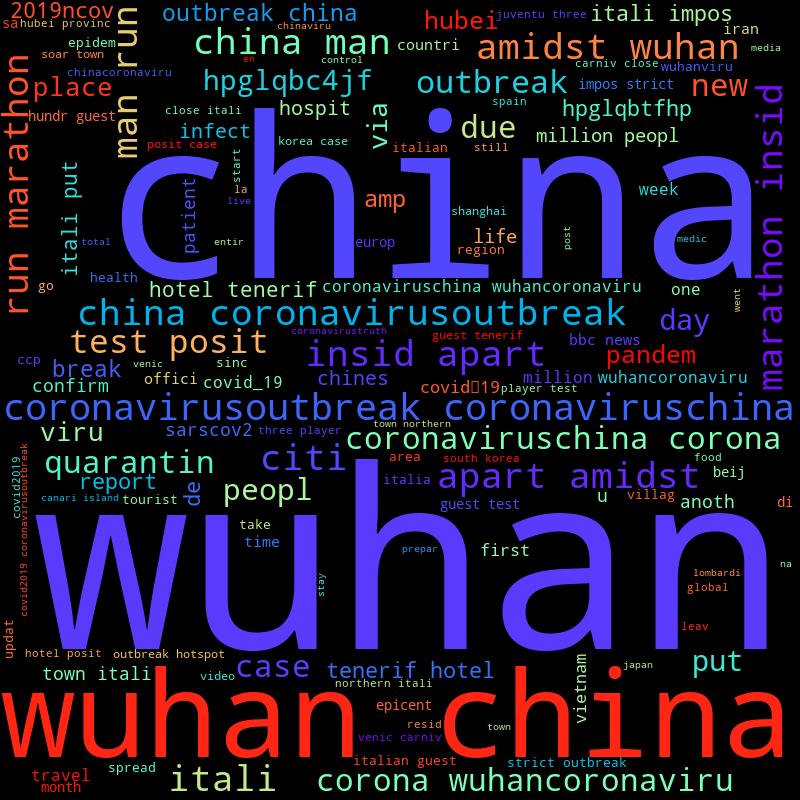 2019ncov
outbreak china
juventu three
itali impos
sa
hubei provinc
chinaviru
hubei
iran
epidem
man run
china man
countri
amidst wuhan
media
soar town
en
control
carniv close
wuhanviru
chinacoronaviru
hpglqbc4jf
outbreak
impos strict
new
place
run marathon
marathon insid
hundr guest
close itali
hospit
via
spain
hpglqbtfhp
infect
due
million peopl
posit case
korea case
italian
still
china
itali put
start
patient
la
live
amp
shanghai
week
total
entir
europ
life
region
post
medic
go
health
hotel tenerif
coronaviruschina wuhancoronaviru
one
went
china coronavirusoutbreak
day
coronavirustruth
guest tenerif
bbc news
test posit
insid apart
pandem
ccp
break
venic
sinc
confirm
offici
covid_19
chines
covid19
player test
million
wuhancoronaviru
coronavirusoutbreak coronaviruschina
viru
sarscov2
three player
town northern
coronaviruschina corona
quarantin
citi
area
south korea
food
covid2019
covid2019 coronavirusoutbreak
report
de
peopl
italia
apart amidst
beij
canari island
tourist
guest test
u
villag
anoth
di
take
time
first
wuhan
prepar
stay
lombardi
na
global
leav
updat
hotel posit
outbreak hotspot
case
town itali
video
tenerif hotel
vietnam
japan
put
northern itali
wuhan china
epicent
resid
town
venic carniv
italian guest
strict outbreak
travel
spread
month
itali
corona wuhancoronaviru